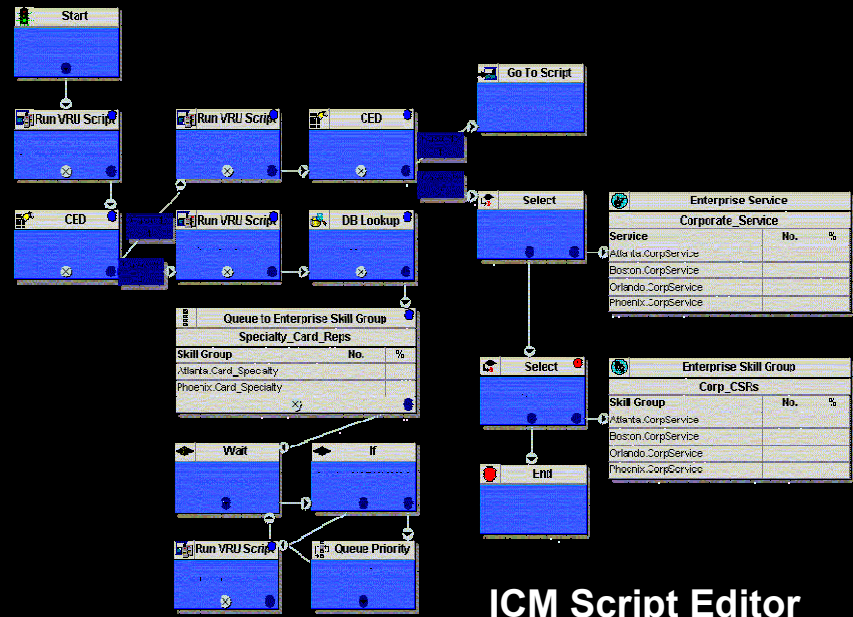 Start
Run VRU Script
Run VRU Script
CED
Go To Script
CED
Run VRU Script
DB Lookup
Select
Enterprise Service
Corporate_Service
Service No. %
Atlanta.CorpService
Boston.CorpService
Orlando.CorpService
Phoenix.CorpService
Queue to Enterprise Skill Group
Specialty_Card_Reps
Skill Group No. %
Atlanta.Card_Specialty
Phoenix.Card_Specialty
Select
Enterprise Skill Group
Corp_CSRs
Skill Group No. %
Atlanta.CorpService
Boston.CorpService
Orlando.CorpService
Phoenix.CorpService
Wait
If
End
Run VRU Script
Queue Priority
ICM Script Editor